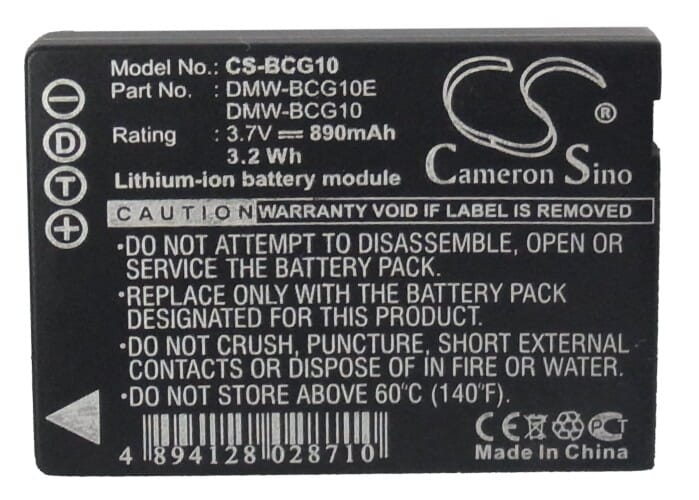 Model No.: CS-BCG10
Part No. : DMW-BCG10E
DMW-BCG10
Rating : 3.7V ⎓ 890mAh
3.2 Wh
Lithium-ion battery module
CS ®
Cameron Sino
− D T +
CAUTION WARRANTY VOID IF LABEL IS REMOVED
•DO NOT ATTEMPT TO DISASSEMBLE, OPEN OR
SERVICE THE BATTERY PACK.
•REPLACE ONLY WITH THE BATTERY PACK
DESIGNATED FOR YOUR EQUIPMENT.
•DO NOT CRUSH, PUNCTURE, SHORT EXTERNAL
CONTACTS OR DISPOSE OF IN FIRE OR WATER.
•DO NOT STORE ABOVE 60°C (140°F).
CE PCT
Made In China
4 894128 028710